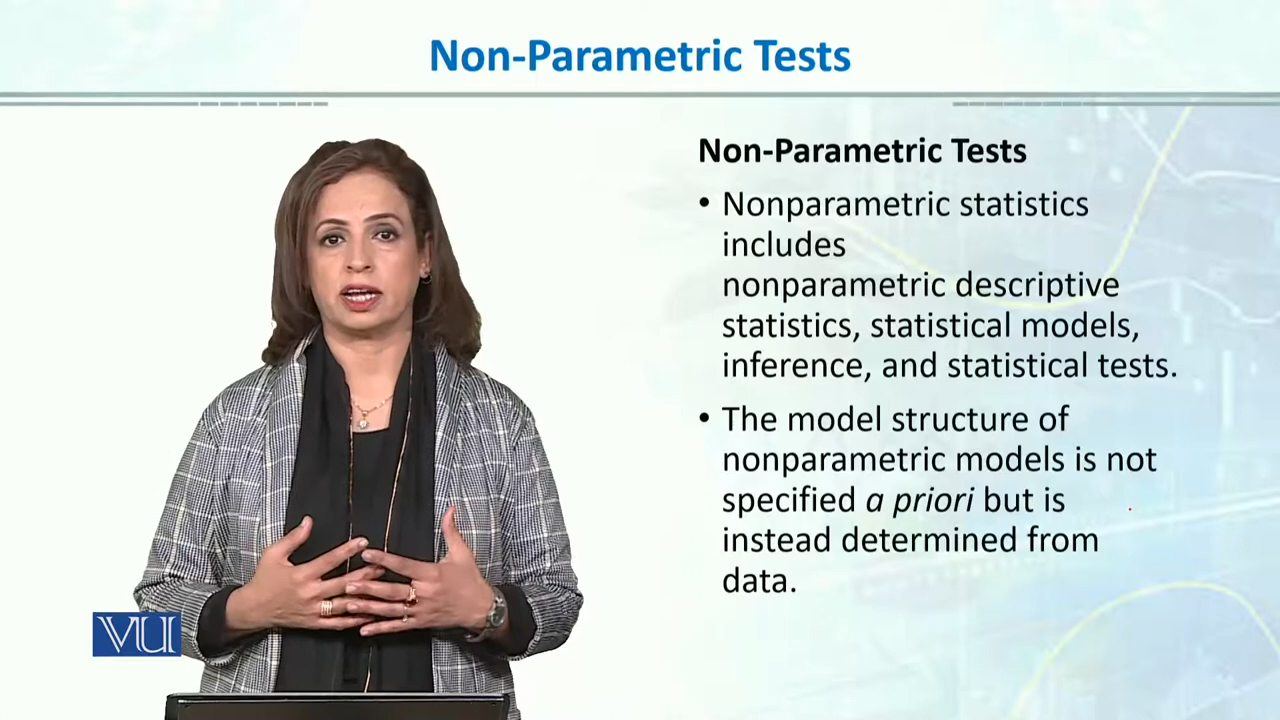 Non-Parametric Tests
Non-Parametric Tests
• Nonparametric statistics
includes
nonparametric descriptive
statistics, statistical models,
inference, and statistical tests.
• The model structure of
nonparametric models is not
specified a priori but is
instead determined from
data.
VU